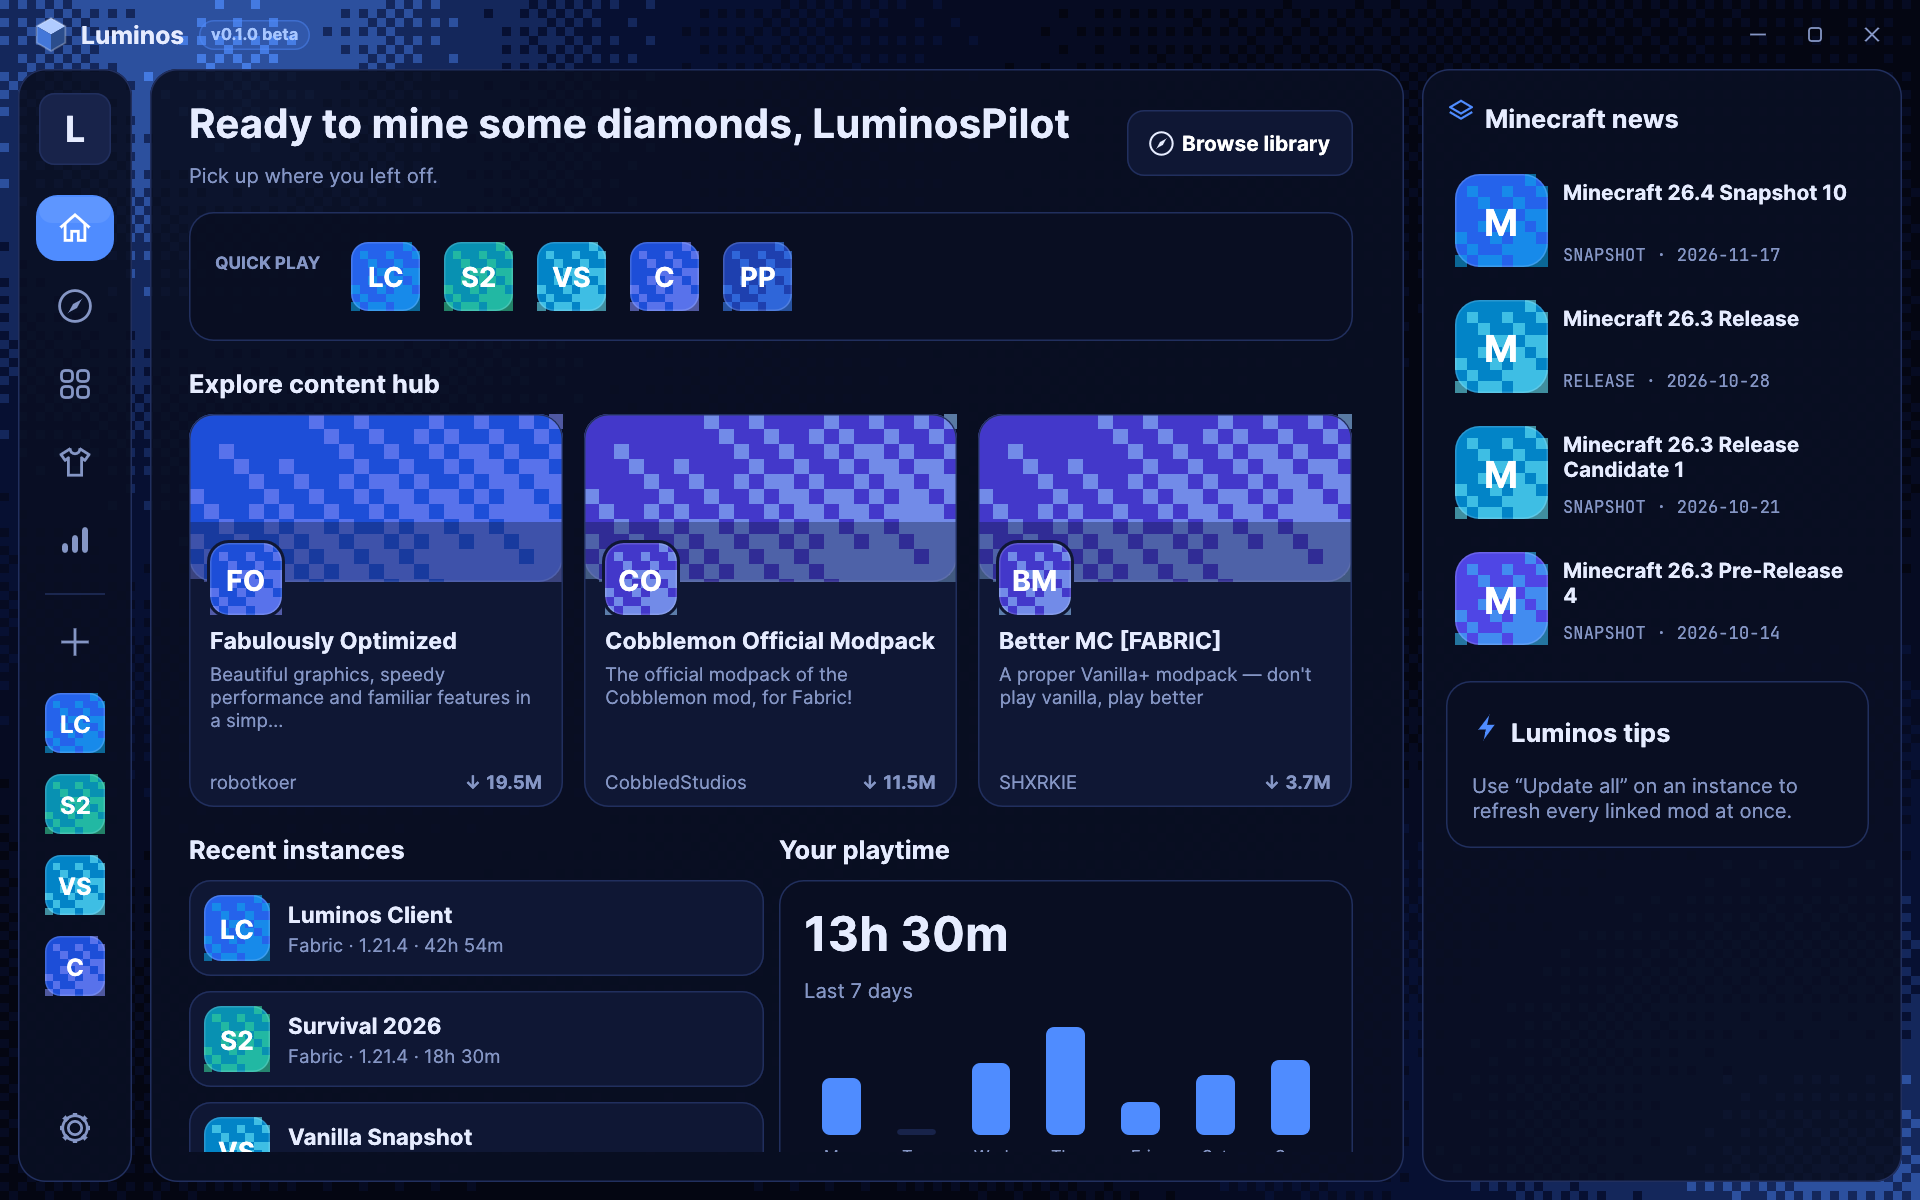 Luminos
v0.1.0 beta
L
LC
S2
VS
C
Ready to mine some diamonds, LuminosPilot
Pick up where you left off.
Browse library
QUICK PLAY
LC
S2
VS
C
PP
Explore content hub
FO
Fabulously Optimized
Beautiful graphics, speedy
performance and familiar features in
a simp...
robotkoer
19.5M
CO
Cobblemon Official Modpack
The official modpack of the
Cobblemon mod, for Fabric!
CobbledStudios
11.5M
BM
Better MC [FABRIC]
A proper Vanilla+ modpack — don't
play vanilla, play better
SHXRKIE
3.7M
Recent instances
LC
Luminos Client
Fabric · 1.21.4 · 42h 54m
S2
Survival 2026
Fabric · 1.21.4 · 18h 30m
VS
Vanilla Snapshot
Your playtime
13h 30m
Last 7 days
Minecraft news
M
Minecraft 26.4 Snapshot 10
SNAPSHOT · 2026-11-17
M
Minecraft 26.3 Release
RELEASE · 2026-10-28
M
Minecraft 26.3 Release
Candidate 1
SNAPSHOT · 2026-10-21
M
Minecraft 26.3 Pre-Release
4
SNAPSHOT · 2026-10-14
Luminos tips
Use “Update all” on an instance to
refresh every linked mod at once.